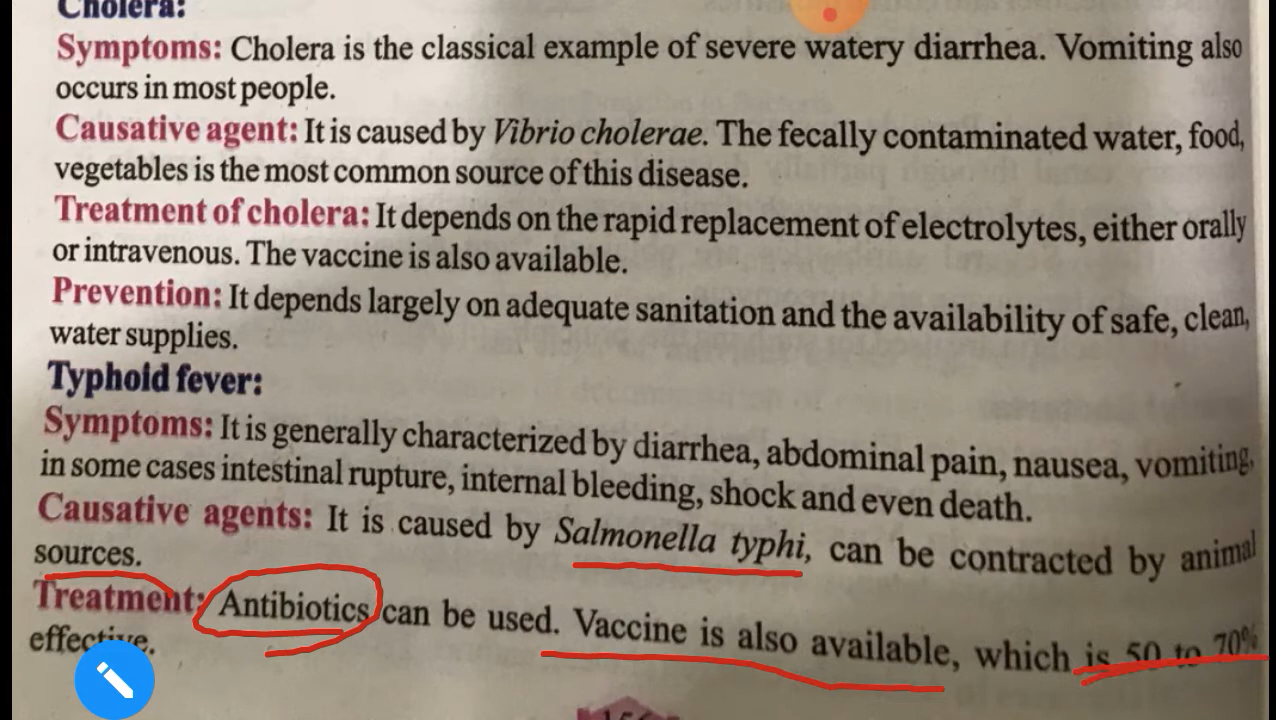 Cholera:
Symptoms: Cholera is the classical example of severe watery diarrhea. Vomiting also
occurs in most people.
Causative agent: It is caused by Vibrio cholerae. The fecally contaminated water, food,
vegetables is the most common source of this disease.
Treatment of cholera: It depends on the rapid replacement of electrolytes, either orally
or intravenous. The vaccine is also available.
Prevention: It depends largely on adequate sanitation and the availability of safe, clean,
water supplies.
Typhoid fever:
Symptoms: It is generally characterized by diarrhea, abdominal pain, nausea, vomiting,
in some cases intestinal rupture, internal bleeding, shock and even death.
Causative agents: It is caused by Salmonella typhi, can be contracted by animal
sources.
Treatment: Antibiotics can be used. Vaccine is also available, which is 50 to 70%
effective.